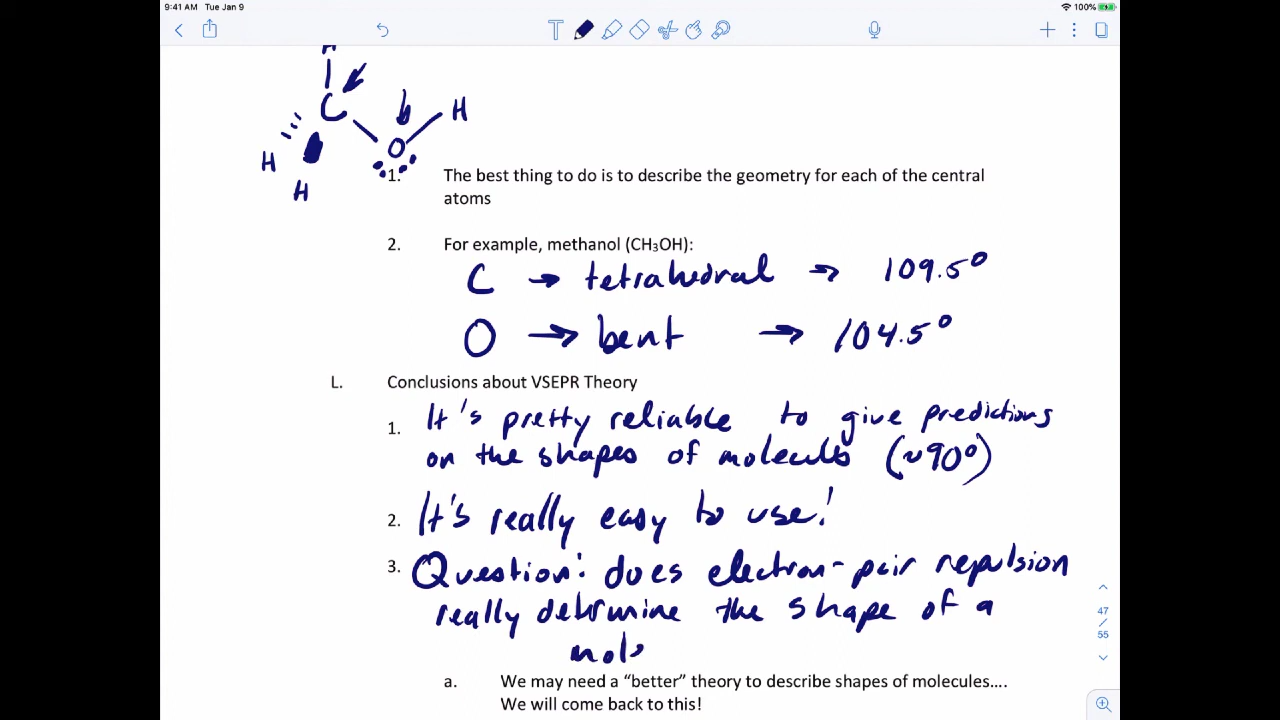 9:41 AM Tue Jan 9 100%
H
C H
O
H
H
1. The best thing to do is to describe the geometry for each of the central
atoms
2. For example, methanol (CH₃OH):
C → tetrahedral → 109.5°
O → bent → 104.5°
L. Conclusions about VSEPR Theory
1. It's pretty reliable to give predictions
on the shapes of molecules (~90°)
2. It's really easy to use!
3. Question: does electron-pair repulsion
really determine the shape of a
mole
47
/
55
a. We may need a “better” theory to describe shapes of molecules....
We will come back to this!